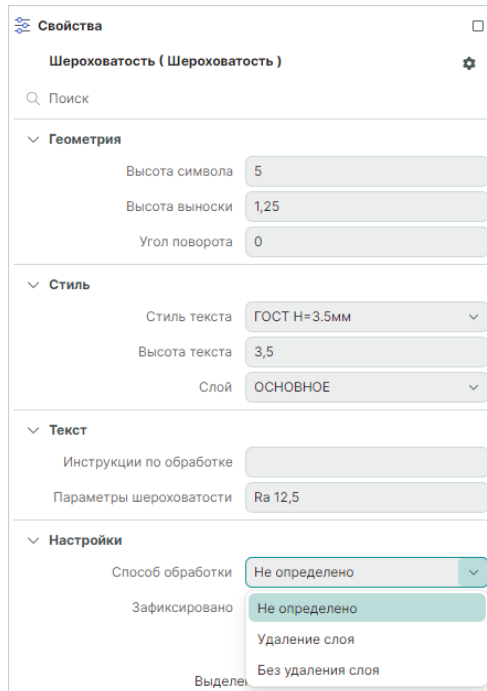 Свойства
Шероховатость ( Шероховатость )
Поиск
Геометрия
Высота символа 5
Высота выноски 1,25
Угол поворота 0
Стиль
Стиль текста ГОСТ H=3.5мм
Высота текста 3,5
Слой ОСНОВНОЕ
Текст
Инструкции по обработке
Параметры шероховатости Ra 12,5
Настройки
Способ обработки Не определено
Зафиксировано Не определено
Удаление слоя
Без удаления слоя